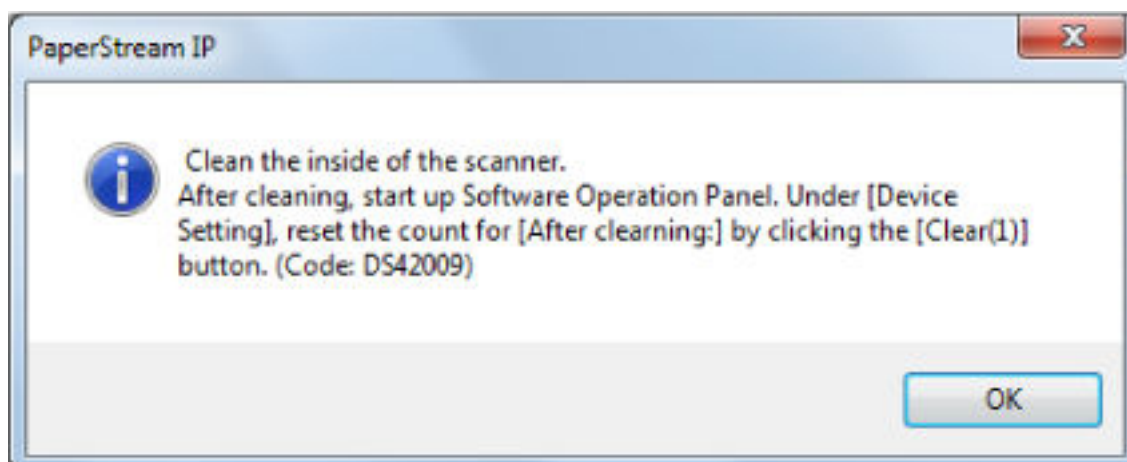 PaperStream IP
Clean the inside of the scanner.
After cleaning, start up Software Operation Panel. Under [Device
Setting], reset the count for [After clearning:] by clicking the [Clear(1)]
button. (Code: DS42009)
OK